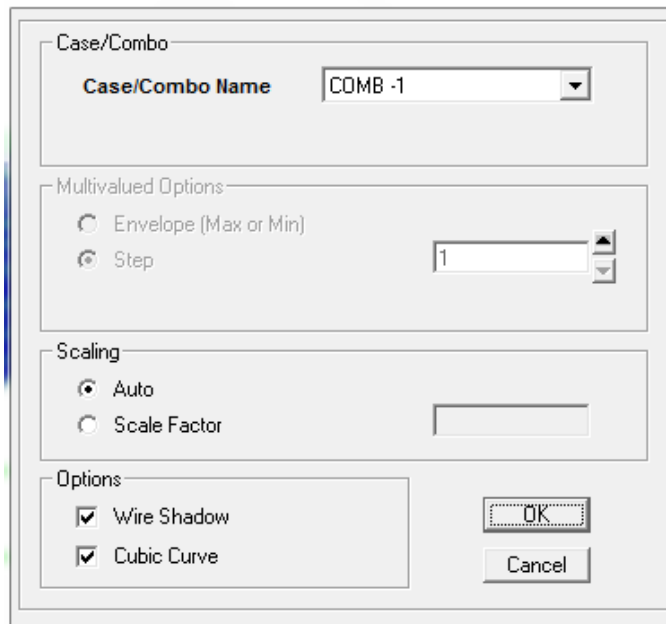 Case/Combo
Case/Combo Name COMB -1
Multivalued Options
Envelope (Max or Min)
Step 1
Scaling
Auto
Scale Factor
Options
Wire Shadow OK
Cubic Curve Cancel